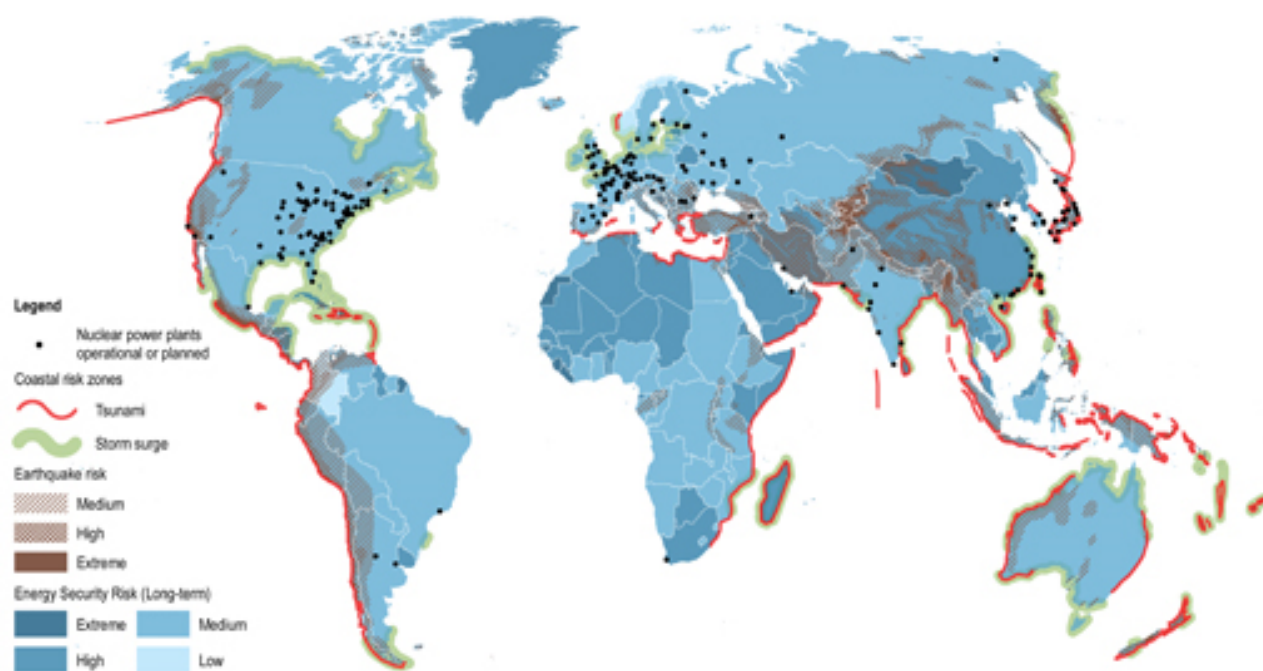 Legend
Nuclear power plants
operational or planned
Coastal risk zones
Tsunami
Storm surge
Earthquake risk
Medium
High
Extreme
Energy Security Risk (Long-term)
Extreme Medium
High Low